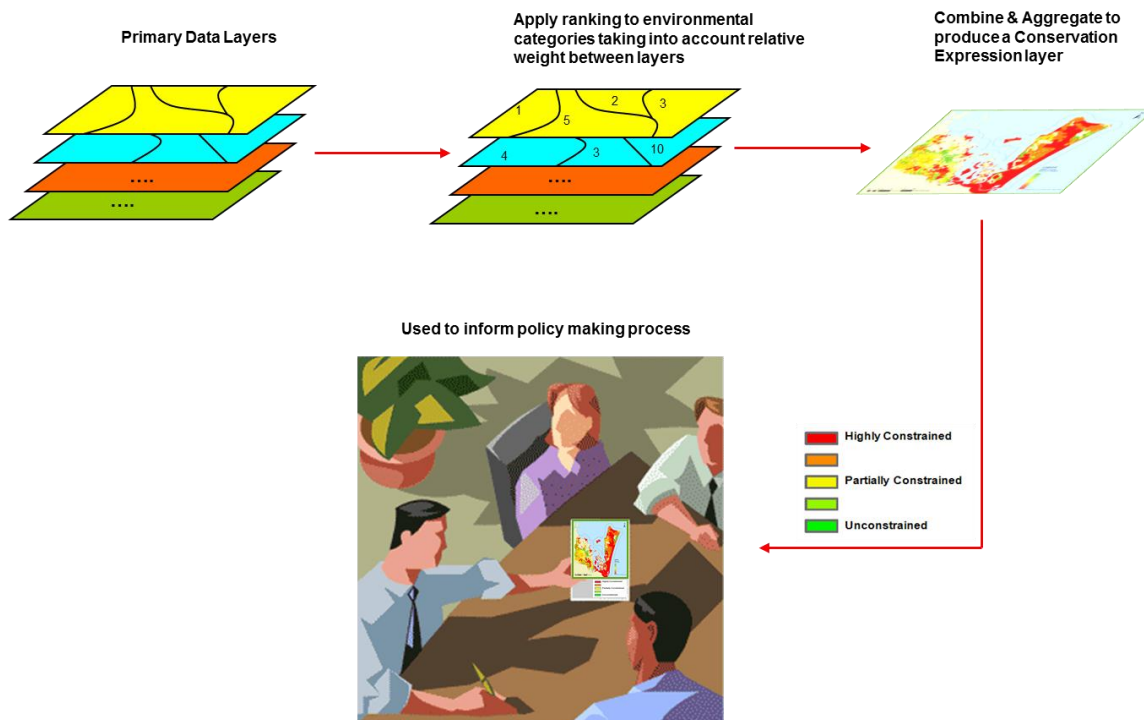 Primary Data Layers
Apply ranking to environmental
categories taking into account relative
weight between layers
Combine & Aggregate to
produce a Conservation
Expression layer
1
5
2
3
4
3
10
....
....
....
....
Used to inform policy making process
Highly Constrained
Partially Constrained
Unconstrained